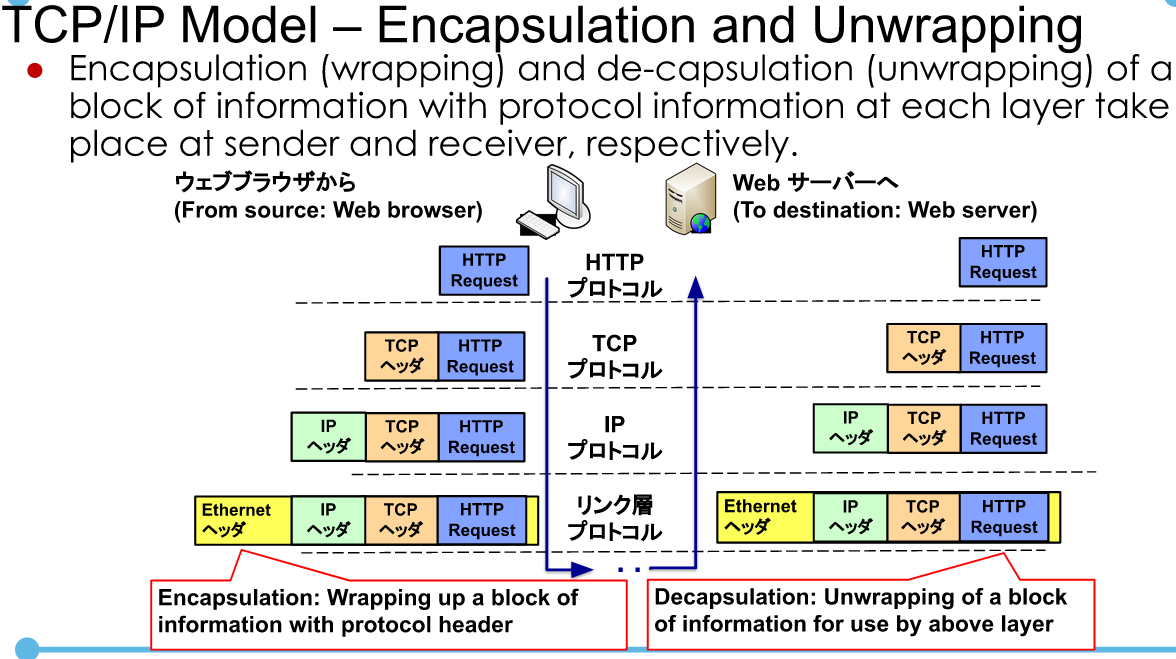 TCP/IP Model – Encapsulation and Unwrapping
● Encapsulation (wrapping) and de-capsulation (unwrapping) of a
block of information with protocol information at each layer take
place at sender and receiver, respectively.
ウェブブラウザから
(From source: Web browser)
Web サーバーへ
(To destination: Web server)
HTTP
Request
HTTP
プロトコル
HTTP
Request
TCP
ヘッダ
HTTP
Request
TCP
プロトコル
TCP
ヘッダ
HTTP
Request
IP
ヘッダ
TCP
ヘッダ
HTTP
Request
IP
プロトコル
IP
ヘッダ
TCP
ヘッダ
HTTP
Request
Ethernet
ヘッダ
IP
ヘッダ
TCP
ヘッダ
HTTP
Request
リンク層
プロトコル
Ethernet
ヘッダ
IP
ヘッダ
TCP
ヘッダ
HTTP
Request
Encapsulation: Wrapping up a block of
information with protocol header
Decapsulation: Unwrapping of a block
of information for use by above layer